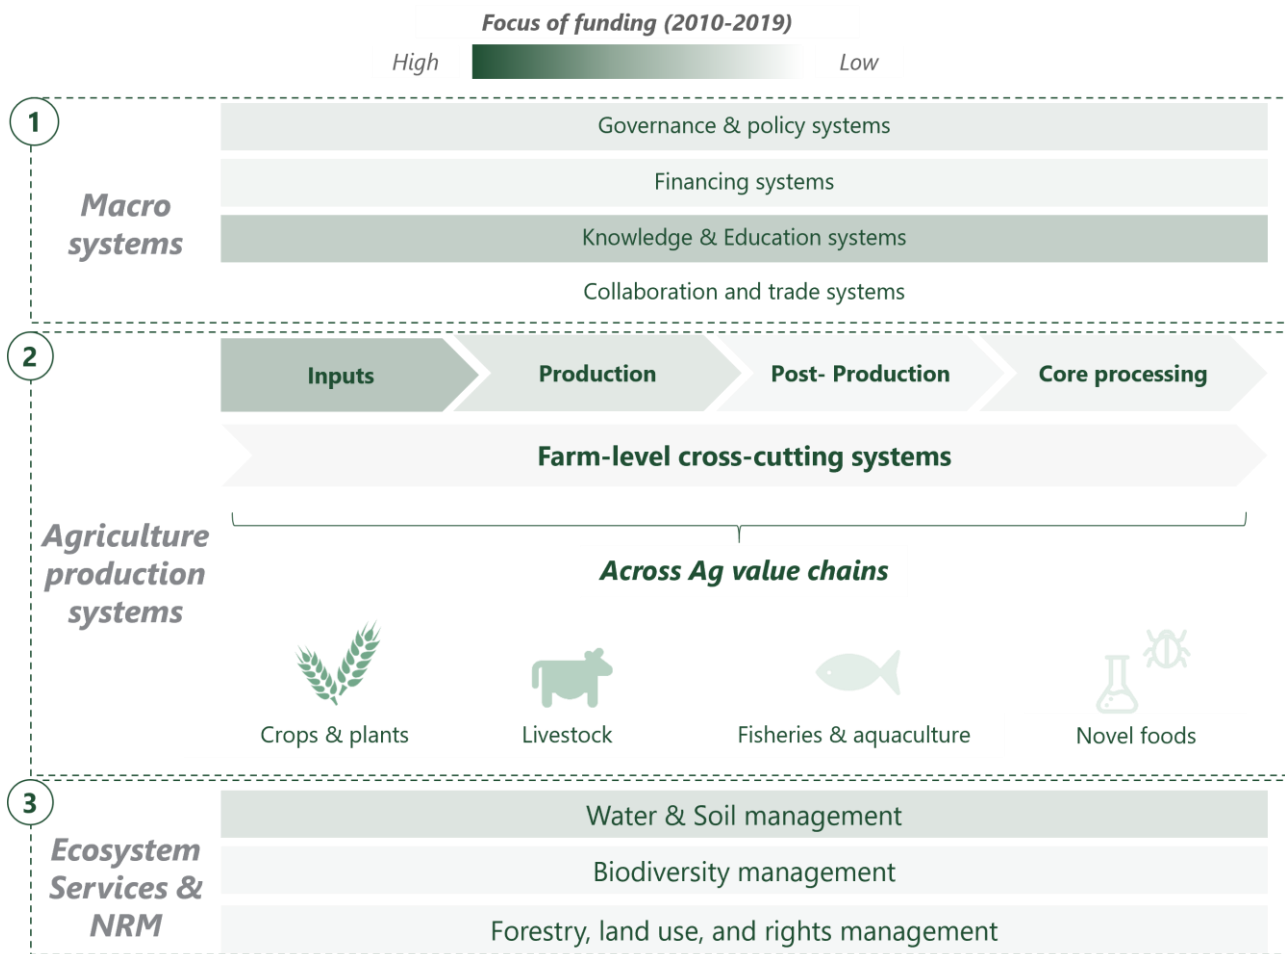 Focus of funding (2010-2019)
High
Low
1
Macro
systems
Governance & policy systems
Financing systems
Knowledge & Education systems
Collaboration and trade systems
2
Agriculture
production
systems
Inputs
Production
Post- Production
Core processing
Farm-level cross-cutting systems
Across Ag value chains
Crops & plants
Livestock
Fisheries & aquaculture
Novel foods
3
Ecosystem
Services &
NRM
Water & Soil management
Biodiversity management
Forestry, land use, and rights management